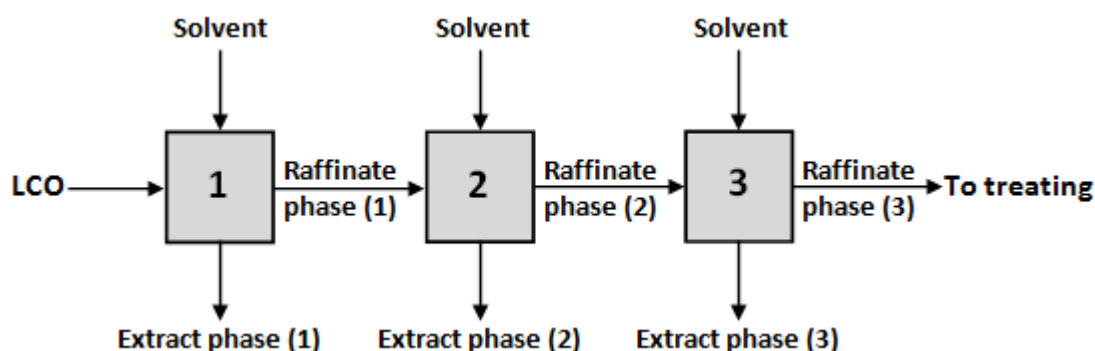 Solvent Solvent Solvent
LCO 1 Raffinate phase (1) 2 Raffinate phase (2) 3 Raffinate phase (3) To treating
Extract phase (1) Extract phase (2) Extract phase (3)